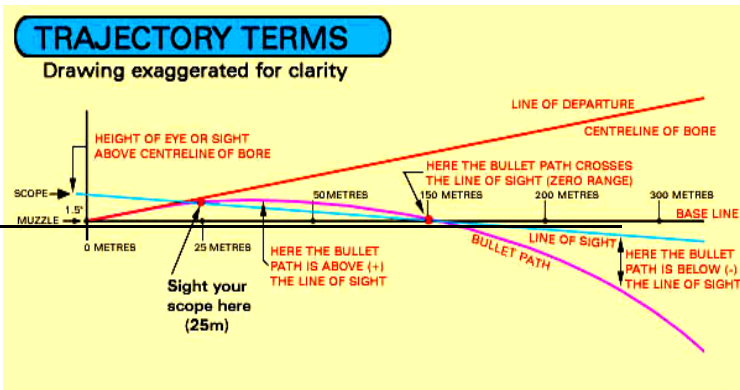 TRAJECTORY TERMS
Drawing exaggerated for clarity
LINE OF DEPARTURE
CENTRELINE OF BORE
HEIGHT OF EYE OR SIGHT
ABOVE CENTRELINE OF BORE
HERE THE BULLET PATH CROSSES
THE LINE OF SIGHT (ZERO RANGE)
SCOPE
1.5"
MUZZLE
50 METRES
150 METRES
200 METRES
300 METRES
BASE LINE
0 METRES
25 METRES
HERE THE BULLET
PATH IS ABOVE (+)
THE LINE OF SIGHT
LINE OF SIGHT
BULLET PATH
HERE THE BULLET
PATH IS BELOW (-)
THE LINE OF SIGHT
Sight your
scope here
(25m)